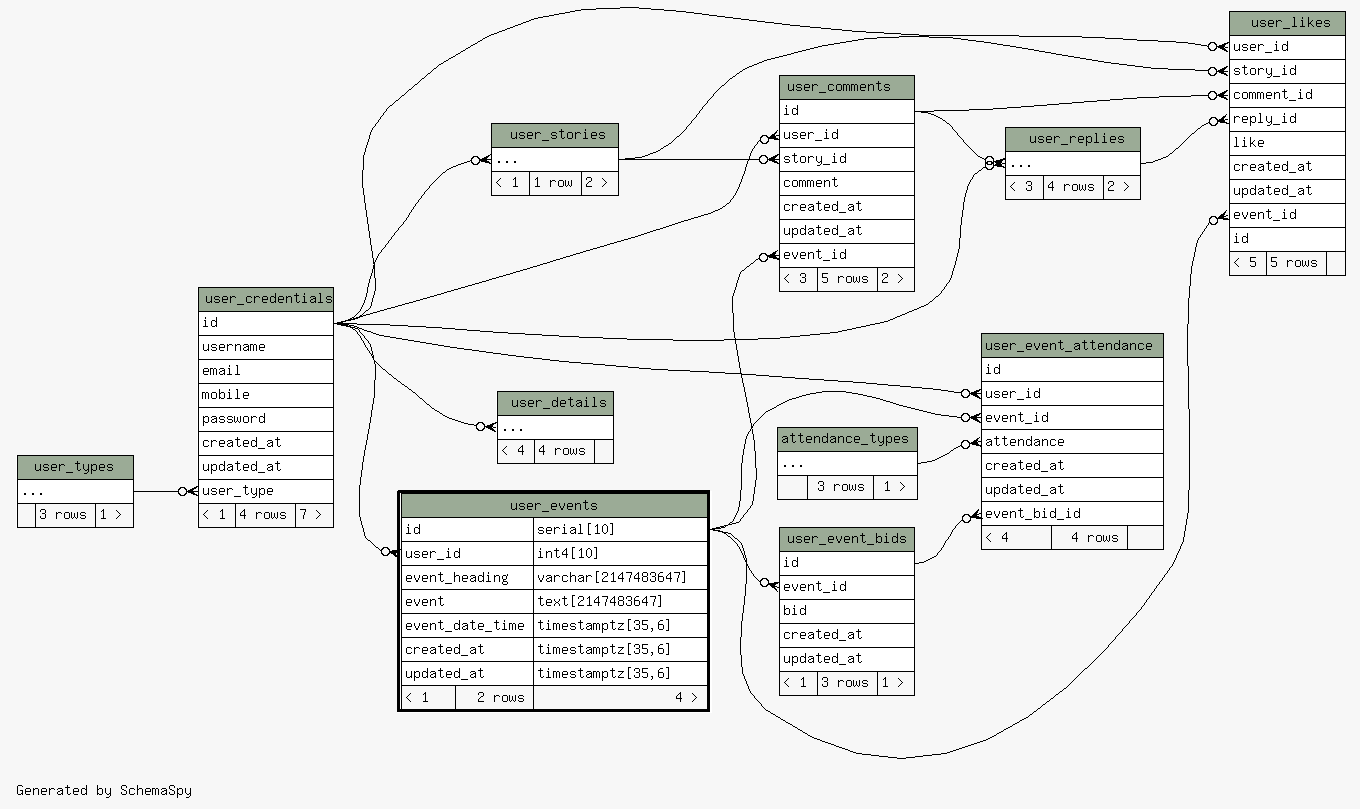 user_likes
user_id
story_id
comment_id
reply_id
like
created_at
updated_at
event_id
id
< 5 5 rows
user_comments
id
user_id
story_id
comment
created_at
updated_at
event_id
< 3 5 rows 2 >
user_stories
...
< 1 1 row 2 >
user_replies
...
< 3 4 rows 2 >
user_credentials
id
username
email
mobile
password
created_at
updated_at
user_type
< 1 4 rows 7 >
user_event_attendance
id
user_id
event_id
attendance
created_at
updated_at
event_bid_id
< 4 4 rows
user_details
...
< 4 4 rows
attendance_types
...
3 rows 1 >
user_types
...
3 rows 1 >
user_events
id serial[10]
user_id int4[10]
event_heading varchar[2147483647]
event text[2147483647]
event_date_time timestamptz[35,6]
created_at timestamptz[35,6]
updated_at timestamptz[35,6]
< 1 2 rows 4 >
user_event_bids
id
event_id
bid
created_at
updated_at
< 1 3 rows 1 >
Generated by SchemaSpy